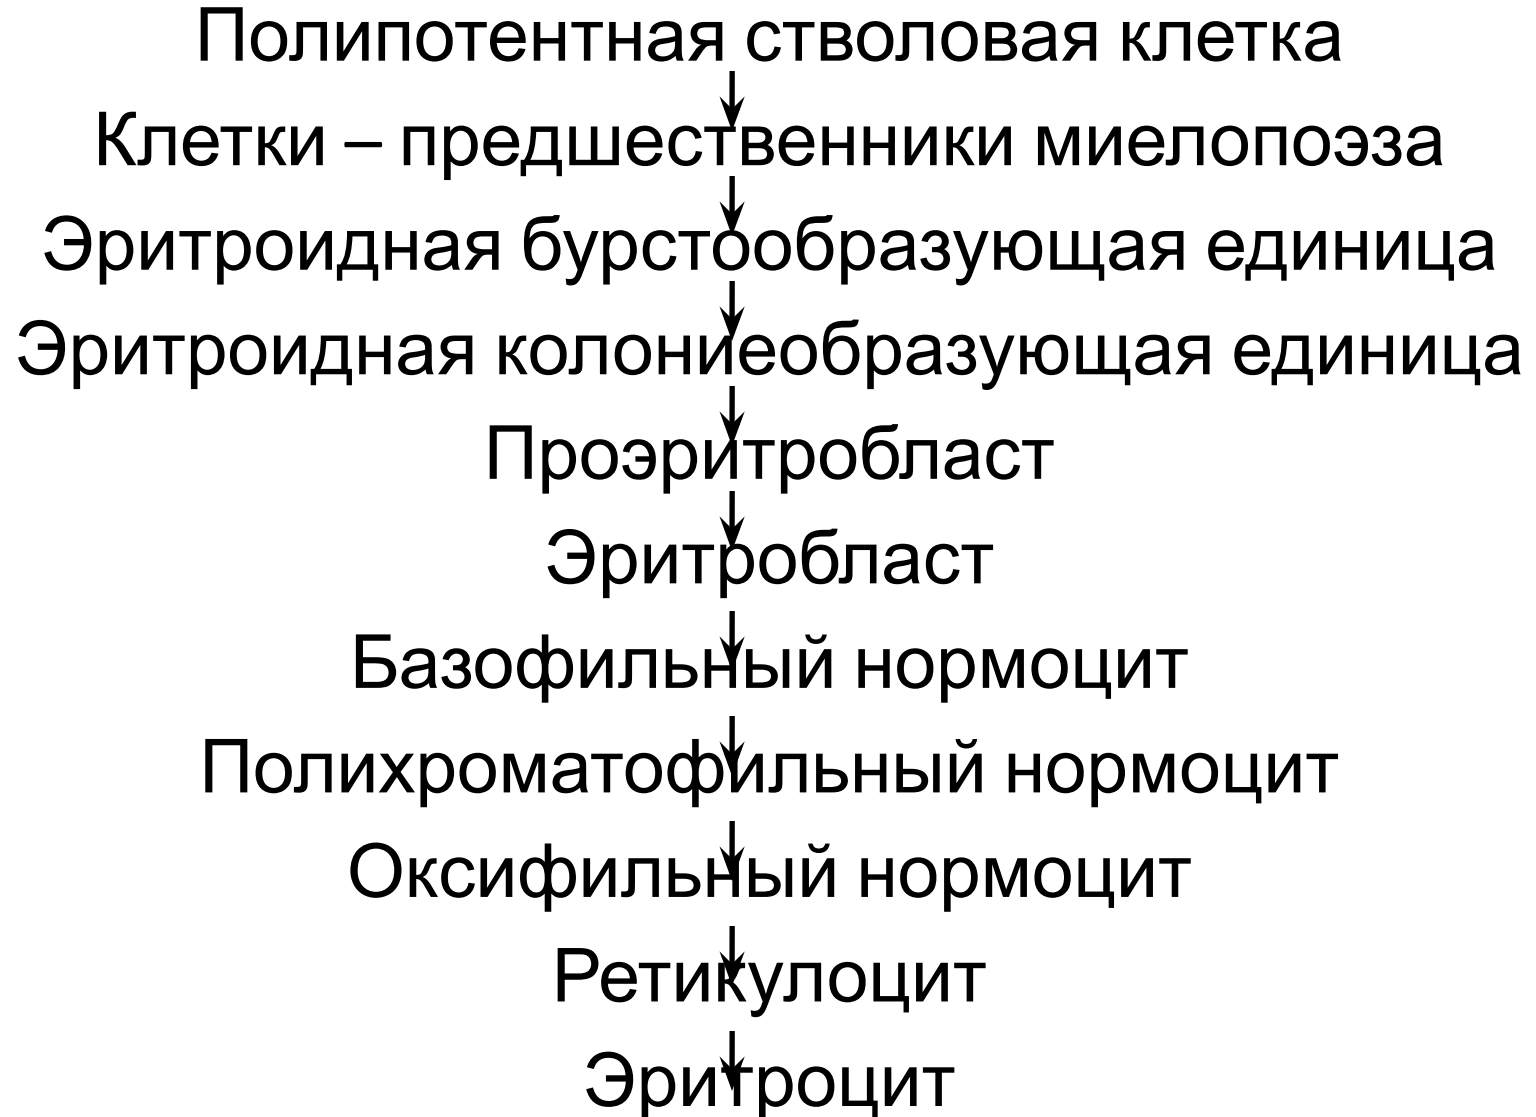 Полипотентная стволовая клетка
Клетки – предшественники миелопоэза
Эритроидная бурстообразующая единица
Эритроидная колониеобразующая единица
Проэритробласт
Эритробласт
Базофильный нормоцит
Полихроматофильный нормоцит
Оксифильный нормоцит
Ретикулоцит
Эритроцит